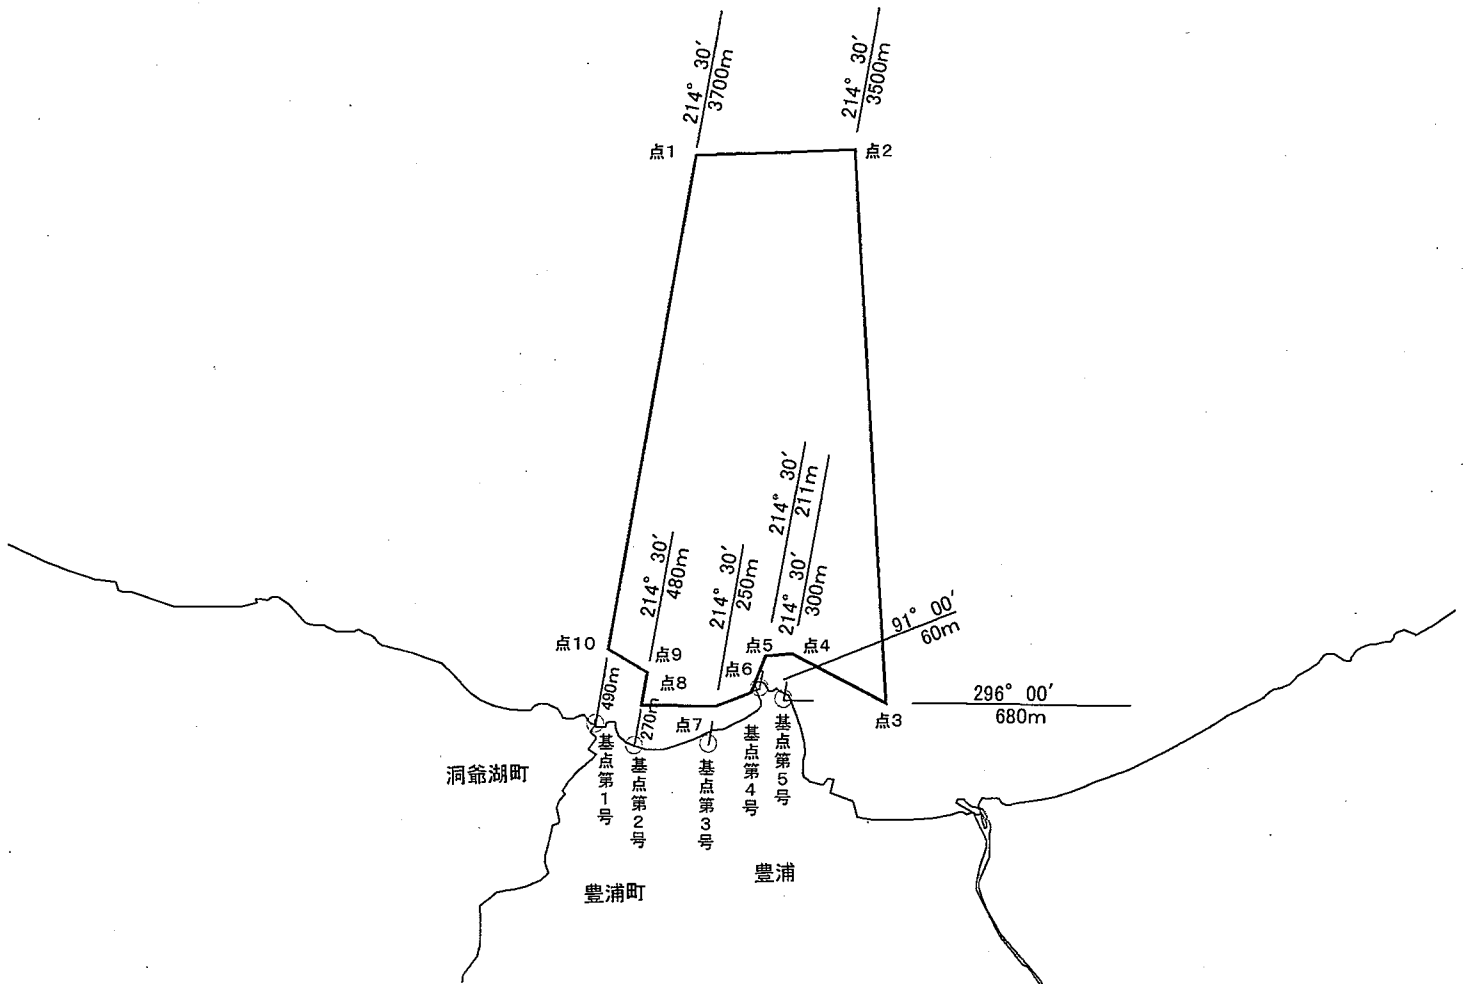 214° 30′
3700m
214° 30′
3500m
点1
点2
214° 30′
211m
214° 30′
300m
214° 30′
480m
214° 30′
250m
91° 00′
60m
点10
点9
点8
点6
点5
点4
点7
点3
296° 00′
680m
490m
270m
基点第1号
基点第2号
基点第3号
基点第4号
基点第5号
洞爺湖町
豊浦町
豊浦